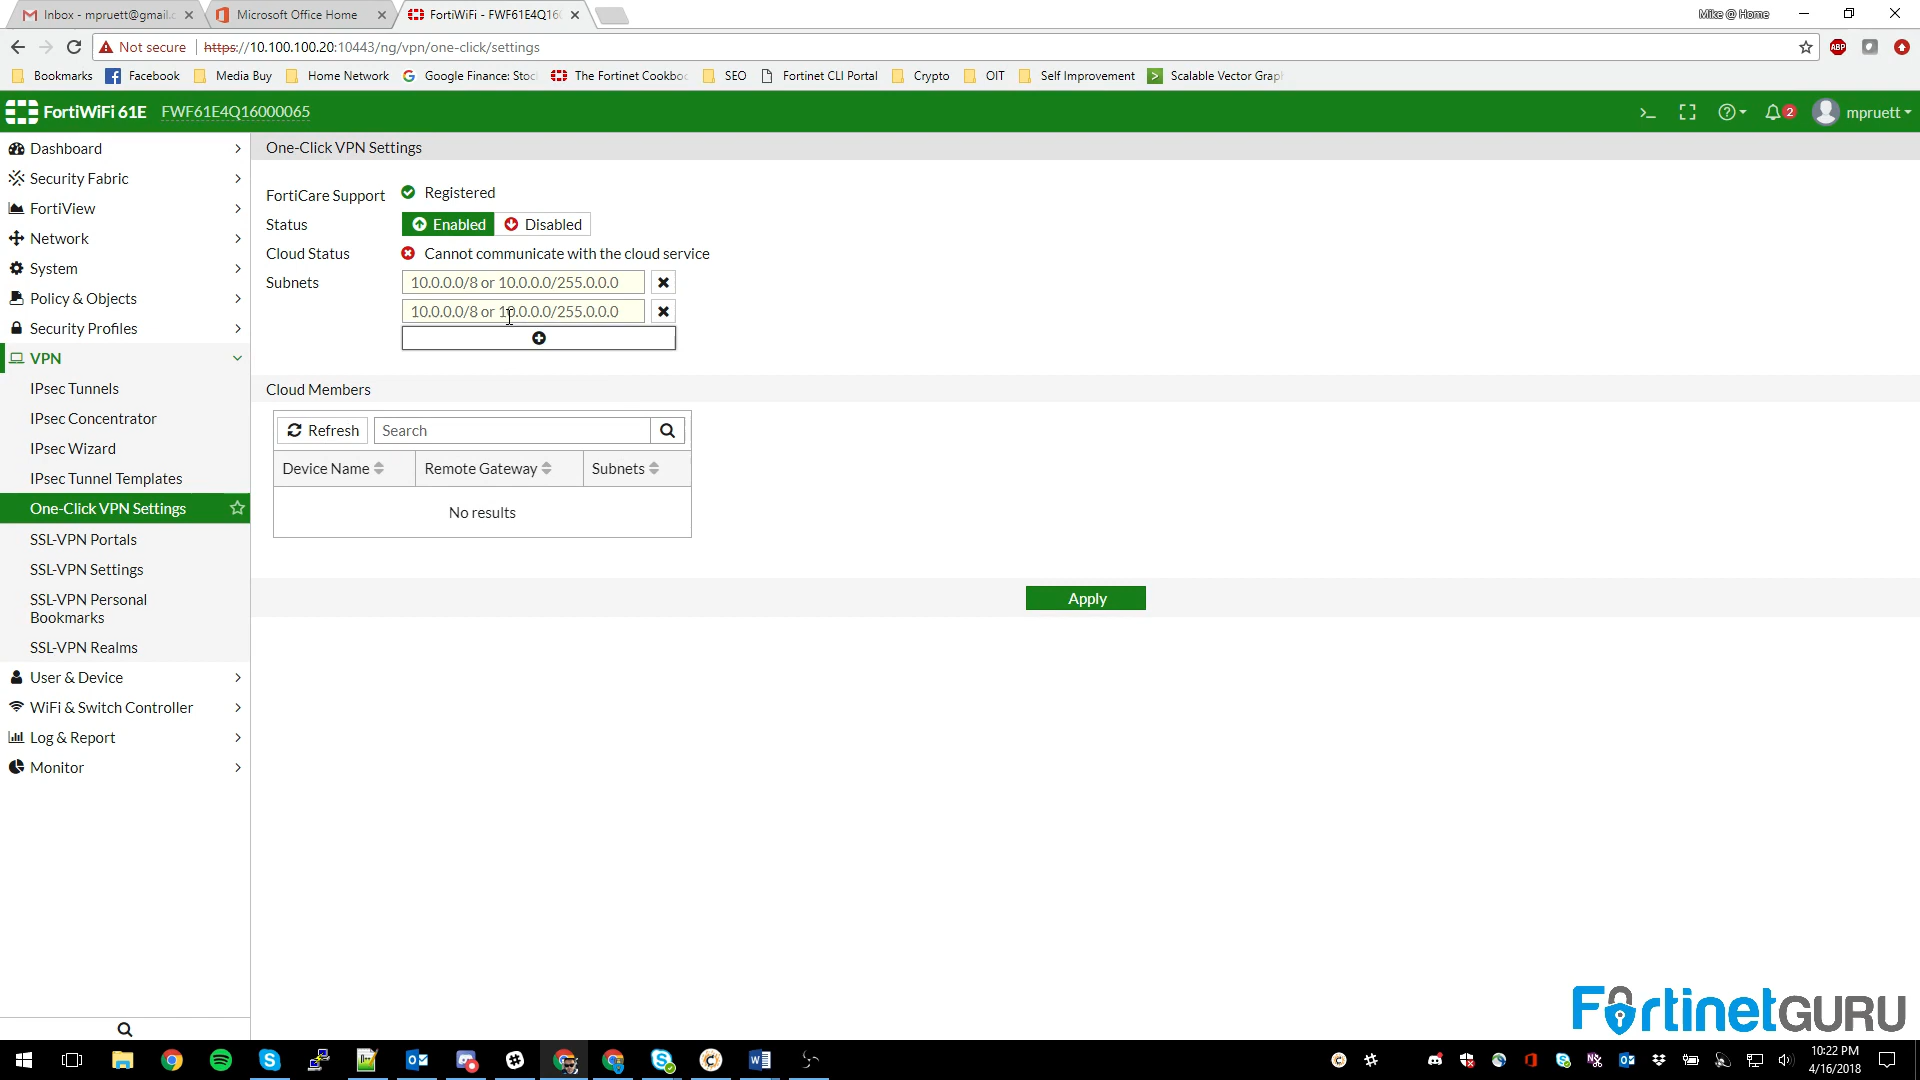 Inbox - mpruett@gmail.c
Microsoft Office Home
FortiWiFi - FWF61E4Q16
Mike @ Home
Not secure
https://10.100.100.20:10443/ng/vpn/one-click/settings
ABP
Bookmarks
Facebook
Media Buy
Home Network
Google Finance: Stoc
The Fortinet Cookbo
SEO
Fortinet CLI Portal
Crypto
OIT
Self Improvement
Scalable Vector Grap
FortiWiFi 61E
FWF61E4Q16000065
2
mpruett
Dashboard
Security Fabric
FortiView
Network
System
Policy & Objects
Security Profiles
VPN
IPsec Tunnels
IPsec Concentrator
IPsec Wizard
IPsec Tunnel Templates
One-Click VPN Settings
SSL-VPN Portals
SSL-VPN Settings
SSL-VPN Personal
Bookmarks
SSL-VPN Realms
User & Device
WiFi & Switch Controller
Log & Report
Monitor
One-Click VPN Settings
FortiCare Support
Registered
Status
Enabled
Disabled
Cloud Status
Cannot communicate with the cloud service
Subnets
10.0.0.0/8 or 10.0.0.0/255.0.0.0
10.0.0.0/8 or 10.0.0.0/255.0.0.0
Cloud Members
Refresh
Search
Device Name
Remote Gateway
Subnets
No results
Apply
FortinetGURU
10:22 PM
4/16/2018